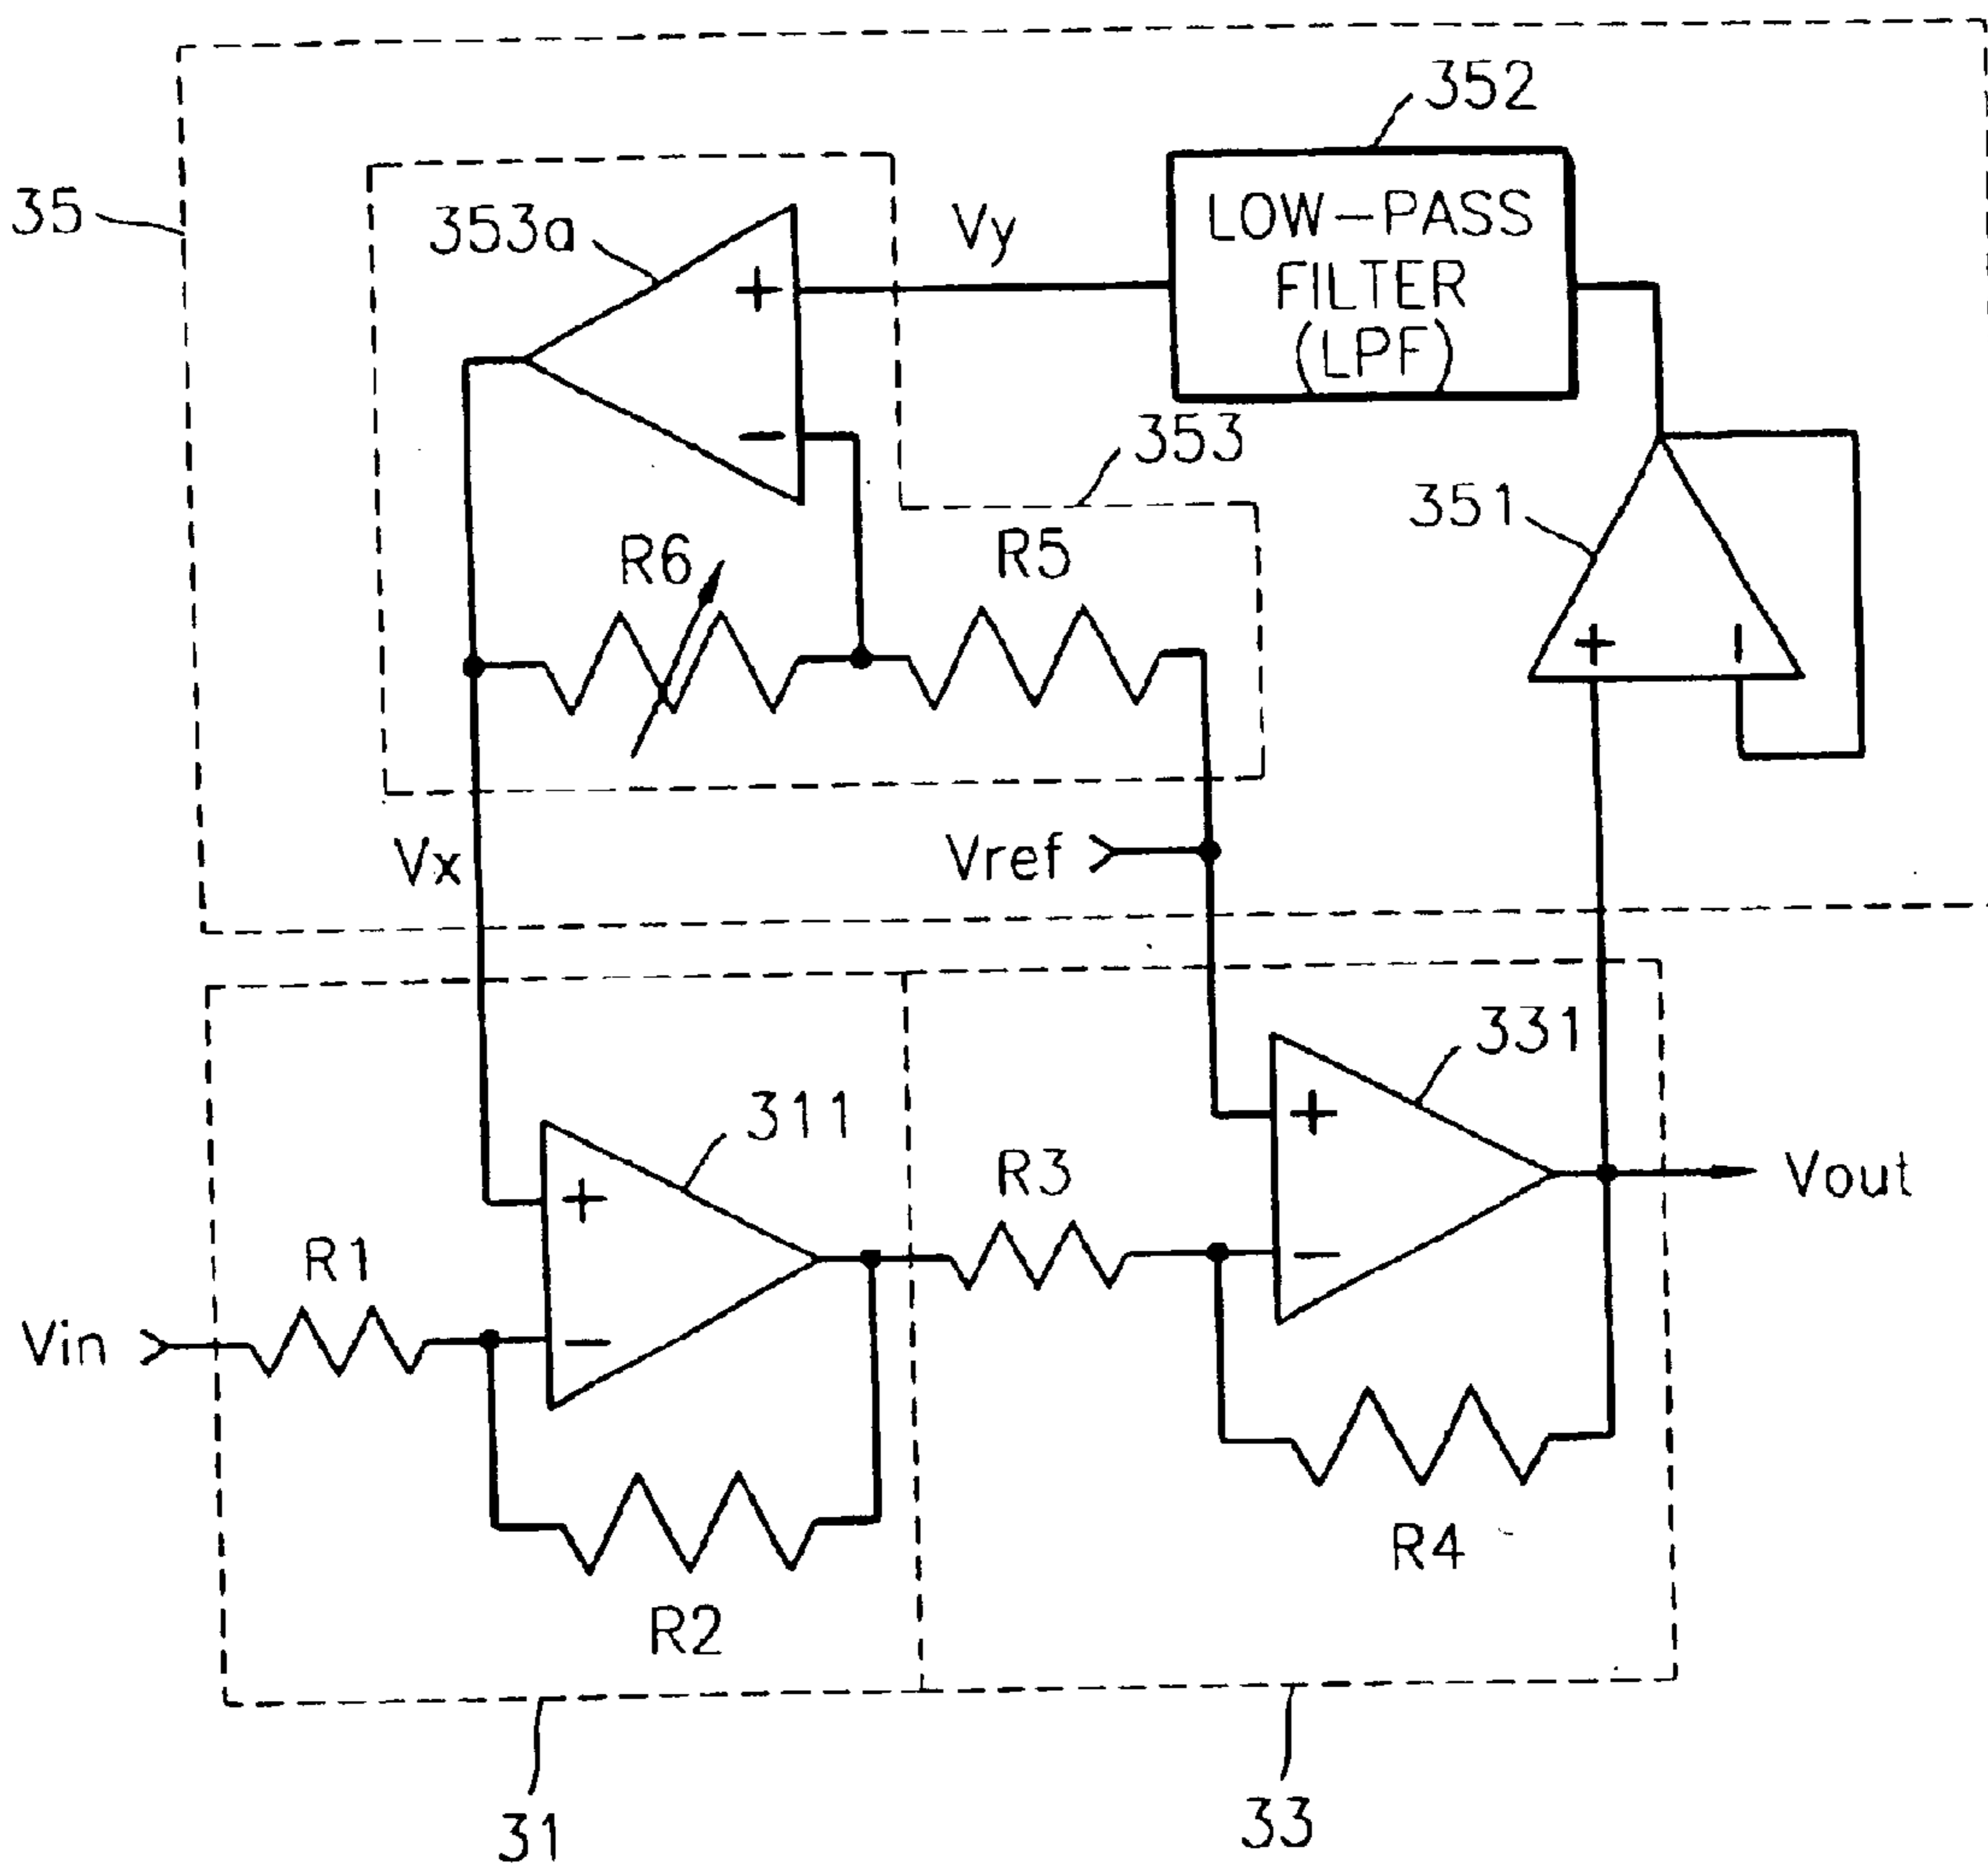 352
35
353a
+
Vy
LOW-PASS
FILTER
(LPF)
−
353
351
R6
R5
+
−
Vx
Vref
331
311
+
R3
Vout
+
−
R1
Vin
−
R4
R2
31
33